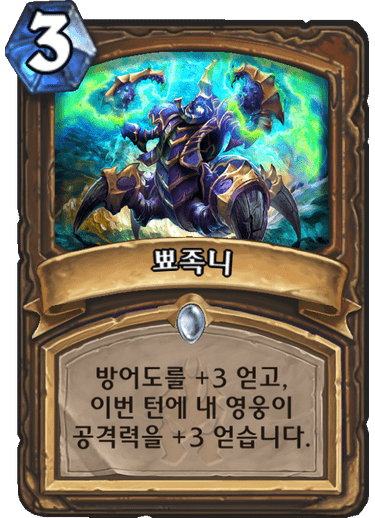 3
뾰족니
방어도를 +3 얻고,
이번 턴에 내 영웅이
공격력을 +3 얻습니다.